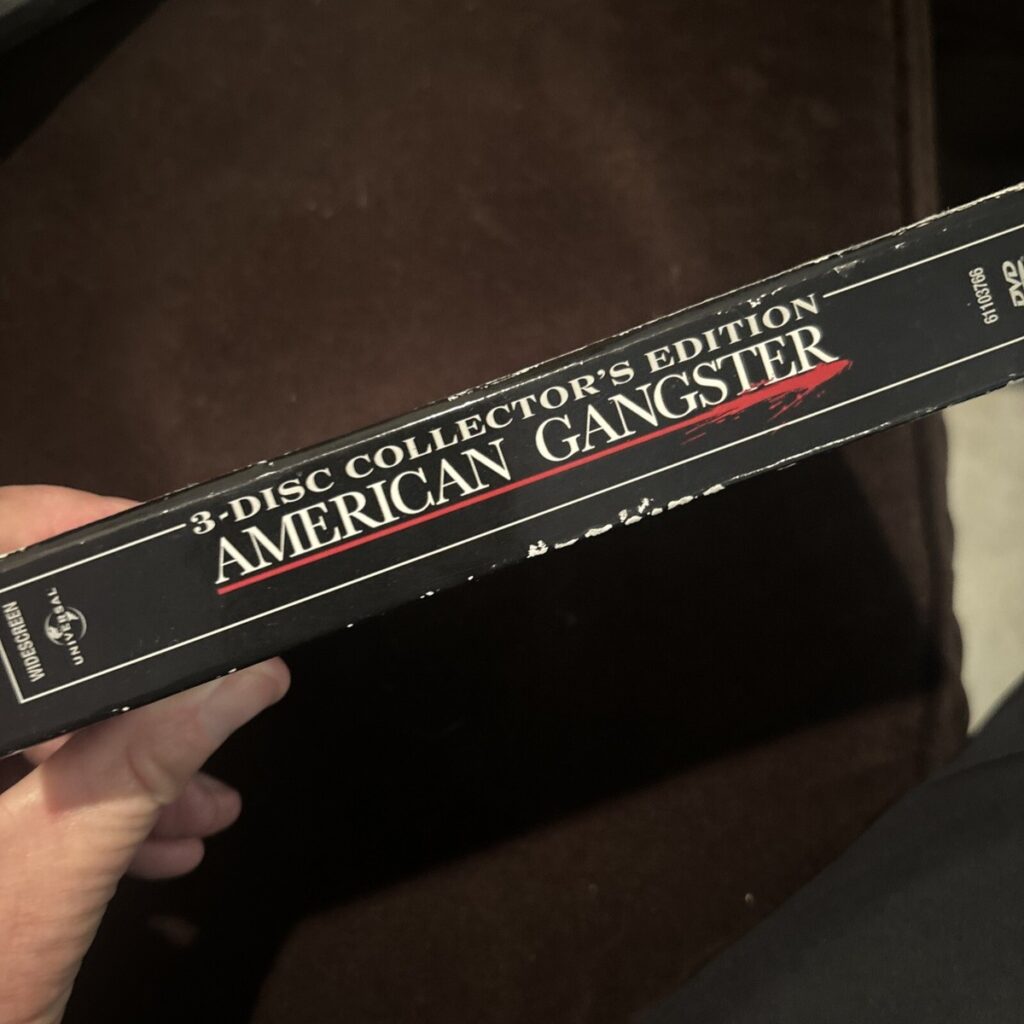 WIDESCREEN
UNIVERSAL
3-DISC COLLECTOR'S EDITION
AMERICAN GANGSTER
61103766
DVD